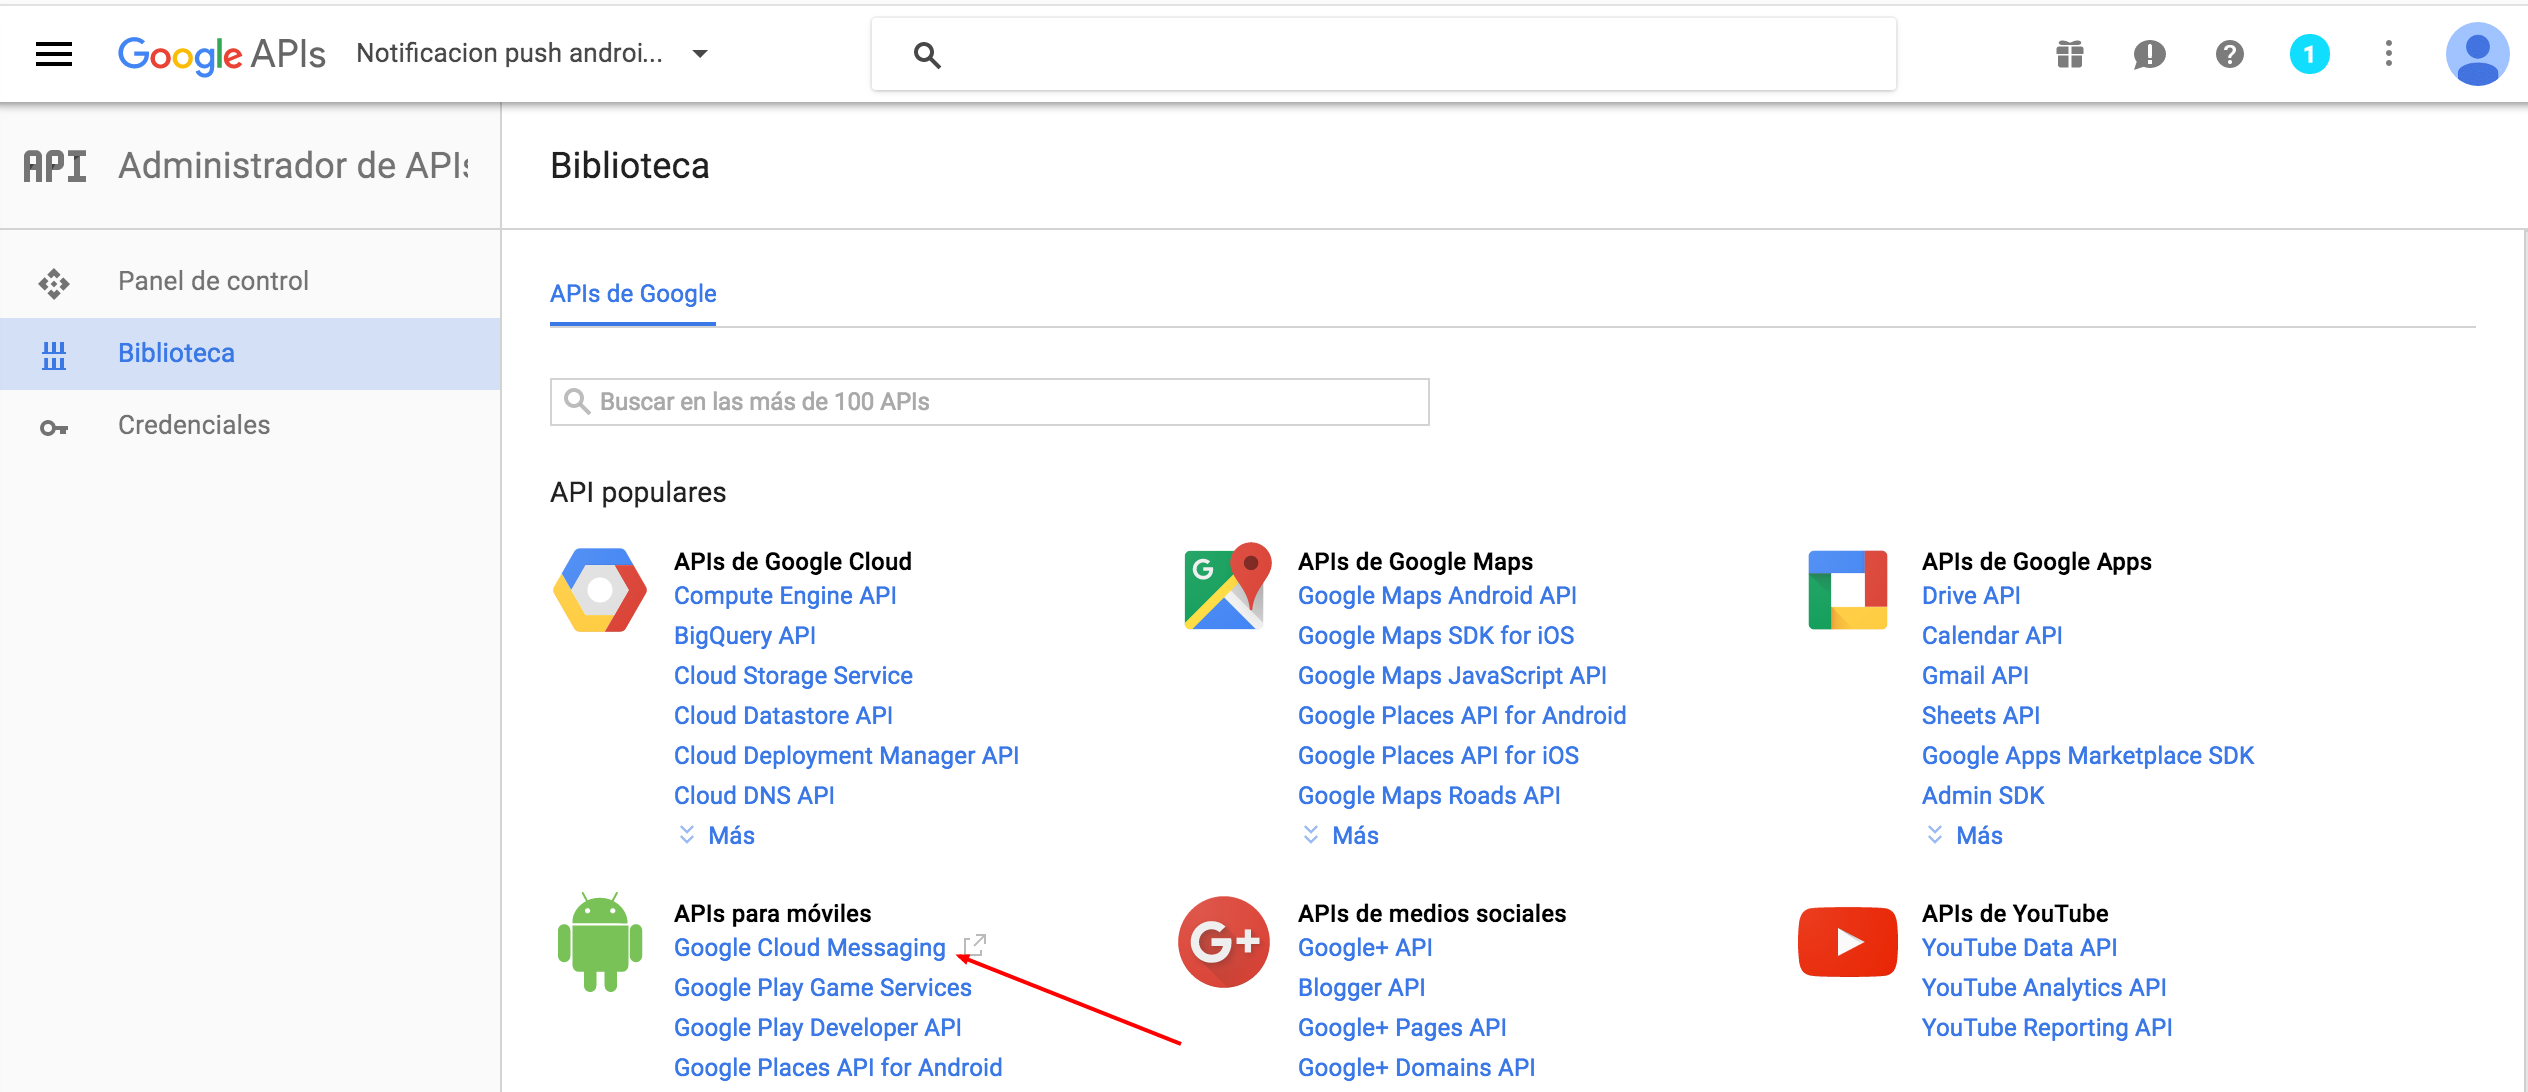 Google APIs
Notificacion push androi...
1
API
Administrador de APIs
Biblioteca
Panel de control
Biblioteca
Credenciales
APIs de Google
Buscar en las más de 100 APIs
API populares
APIs de Google Cloud
Compute Engine API
BigQuery API
Cloud Storage Service
Cloud Datastore API
Cloud Deployment Manager API
Cloud DNS API
Más
G
APIs de Google Maps
Google Maps Android API
Google Maps SDK for iOS
Google Maps JavaScript API
Google Places API for Android
Google Places API for iOS
Google Maps Roads API
Más
APIs de Google Apps
Drive API
Calendar API
Gmail API
Sheets API
Google Apps Marketplace SDK
Admin SDK
Más
APIs para móviles
Google Cloud Messaging
Google Play Game Services
Google Play Developer API
Google Places API for Android
G+
APIs de medios sociales
Google+ API
Blogger API
Google+ Pages API
Google+ Domains API
APIs de YouTube
YouTube Data API
YouTube Analytics API
YouTube Reporting API